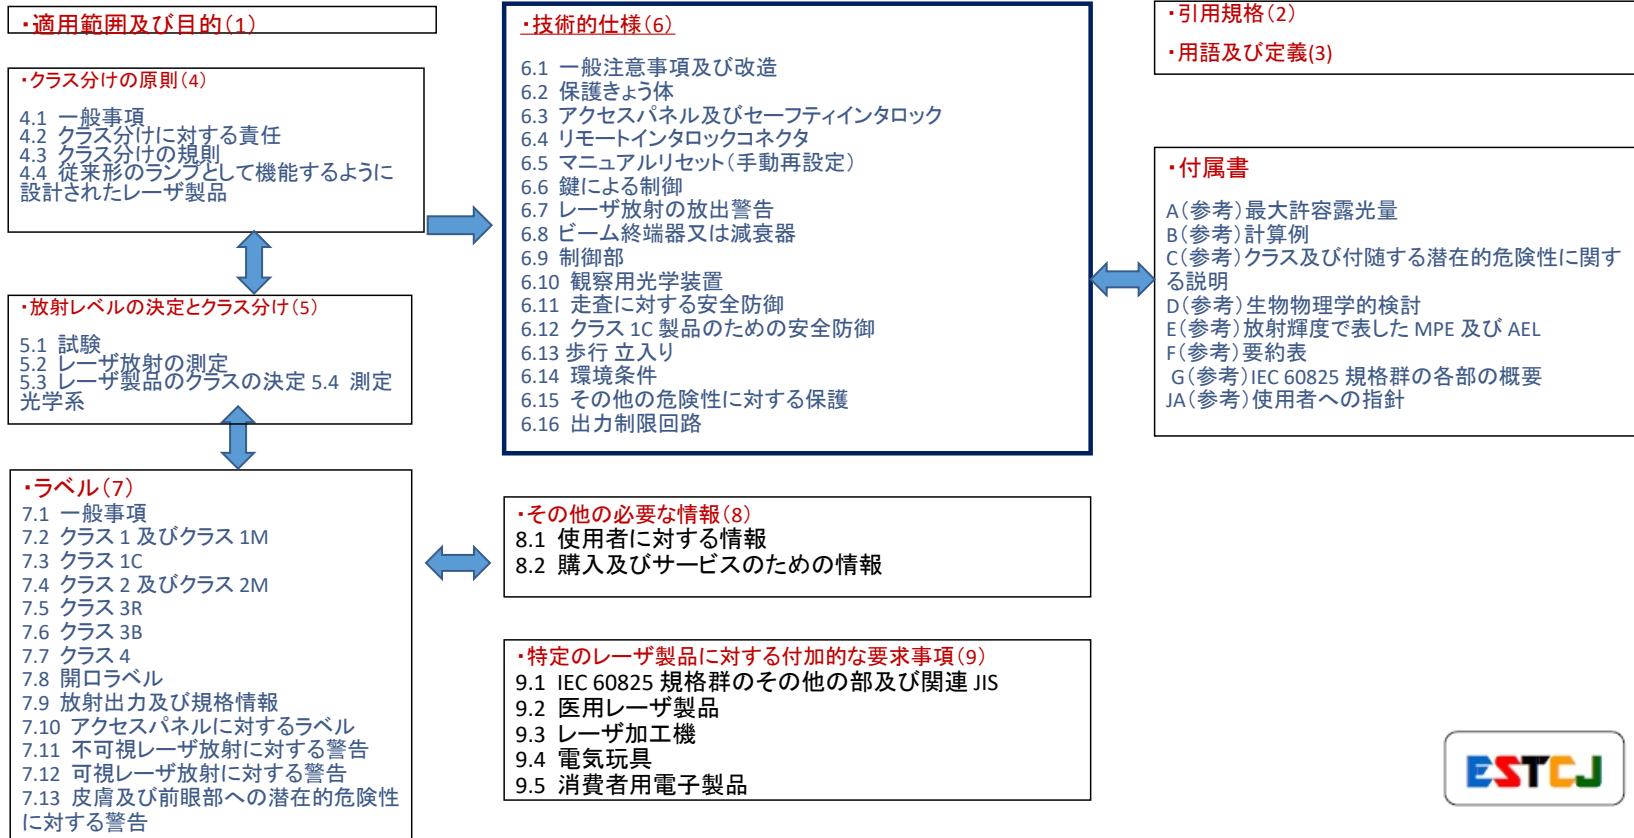 ・適用範囲及び目的(1)
・クラス分けの原則(4)
4.1 一般事項
4.2 クラス分けに対する責任
4.3 クラス分けの規則
4.4 従来形のランプとして機能するように
設計されたレーザ製品
・放射レベルの決定とクラス分け(5)
5.1 試験
5.2 レーザ放射の測定
5.3 レーザ製品のクラスの決定 5.4 測定
光学系
・ラベル(7)
7.1 一般事項
7.2 クラス 1 及びクラス 1M
7.3 クラス 1C
7.4 クラス 2 及びクラス 2M
7.5 クラス 3R
7.6 クラス 3B
7.7 クラス 4
7.8 開口ラベル
7.9 放射出力及び規格情報
7.10 アクセスパネルに対するラベル
7.11 不可視レーザ放射に対する警告
7.12 可視レーザ放射に対する警告
7.13 皮膚及び前眼部への潜在的危険性
に対する警告
・技術的仕様(6)
6.1 一般注意事項及び改造
6.2 保護きょう体
6.3 アクセスパネル及びセーフティインタロック
6.4 リモートインタロックコネクタ
6.5 マニュアルリセット(手動再設定)
6.6 鍵による制御
6.7 レーザ放射の放出警告
6.8 ビーム終端器又は減衰器
6.9 制御部
6.10 観察用光学装置
6.11 走査に対する安全防御
6.12 クラス 1C 製品のための安全防御
6.13 歩行 立入り
6.14 環境条件
6.15 その他の危険性に対する保護
6.16 出力制限回路
・その他の必要な情報(8)
8.1 使用者に対する情報
8.2 購入及びサービスのための情報
・特定のレーザ製品に対する付加的な要求事項(9)
9.1 IEC 60825 規格群のその他の部及び関連 JIS
9.2 医用レーザ製品
9.3 レーザ加工機
9.4 電気玩具
9.5 消費者用電子製品
・引用規格(2)
・用語及び定義(3)
・付属書
A(参考)最大許容露光量
B(参考)計算例
C(参考)クラス及び付随する潜在的危険性に関す
る説明
D(参考)生物物理学的検討
E(参考)放射輝度で表した MPE 及び AEL
F(参考)要約表
G(参考)IEC 60825 規格群の各部の概要
JA(参考)使用者への指針
ESTCJ